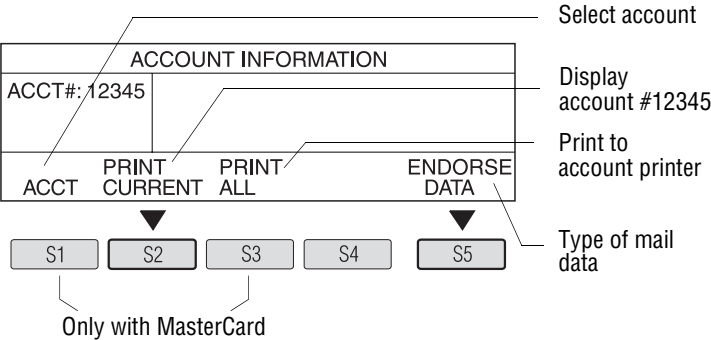 Select account
ACCOUNT INFORMATION
ACCT#: 12345
Display
account #12345
Print to
account printer
ACCT
PRINT
CURRENT
PRINT
ALL
ENDORSE
DATA
S1
S2
S3
S4
S5
Type of mail
data
Only with MasterCard